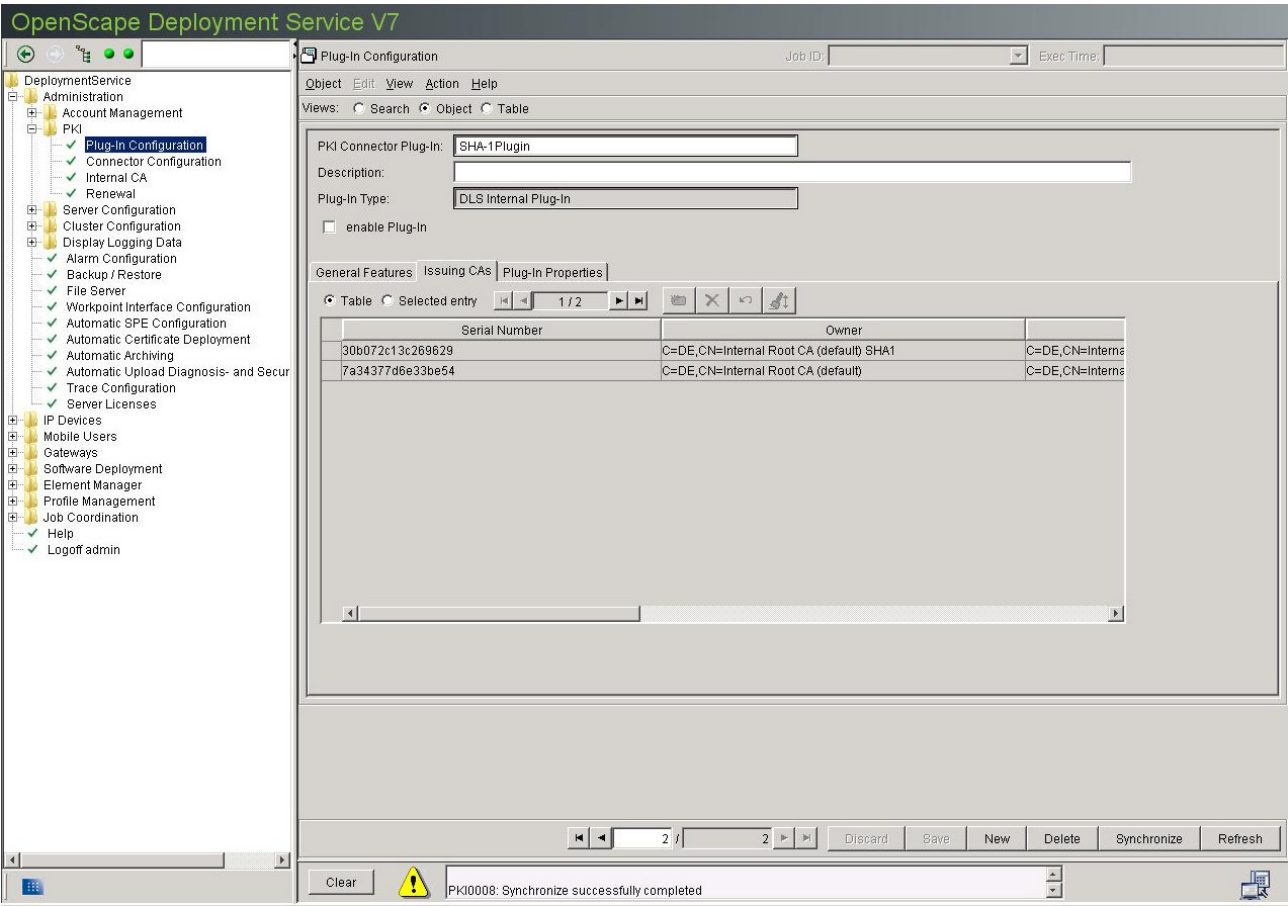 OpenScape Deployment Service V7
DeploymentService
Administration
Account Management
PKI
Plug-In Configuration
Connector Configuration
Internal CA
Renewal
Server Configuration
Cluster Configuration
Display Logging Data
Alarm Configuration
Backup / Restore
File Server
Workpoint Interface Configuration
Automatic SPE Configuration
Automatic Certificate Deployment
Automatic Archiving
Automatic Upload Diagnosis- and Secur
Trace Configuration
Server Licenses
IP Devices
Mobile Users
Gateways
Software Deployment
Element Manager
Profile Management
Job Coordination
Help
Logoff admin
Plug-In Configuration Job ID: Exec Time:
Object Edit View Action Help
Views: Search Object Table
PKI Connector Plug-In: SHA-1Plugin
Description:
Plug-In Type: DLS Internal Plug-In
enable Plug-In
General Features Issuing CAs Plug-In Properties
Table Selected entry 1 / 2
Serial Number Owner
30b072c13c269629 C=DE,CN=Internal Root CA (default) SHA1 C=DE,CN=Interna
7a34377d6e33be54 C=DE,CN=Internal Root CA (default) C=DE,CN=Interna
2 / 2 Discard Save New Delete Synchronize Refresh
Clear PKI0008: Synchronize successfully completed